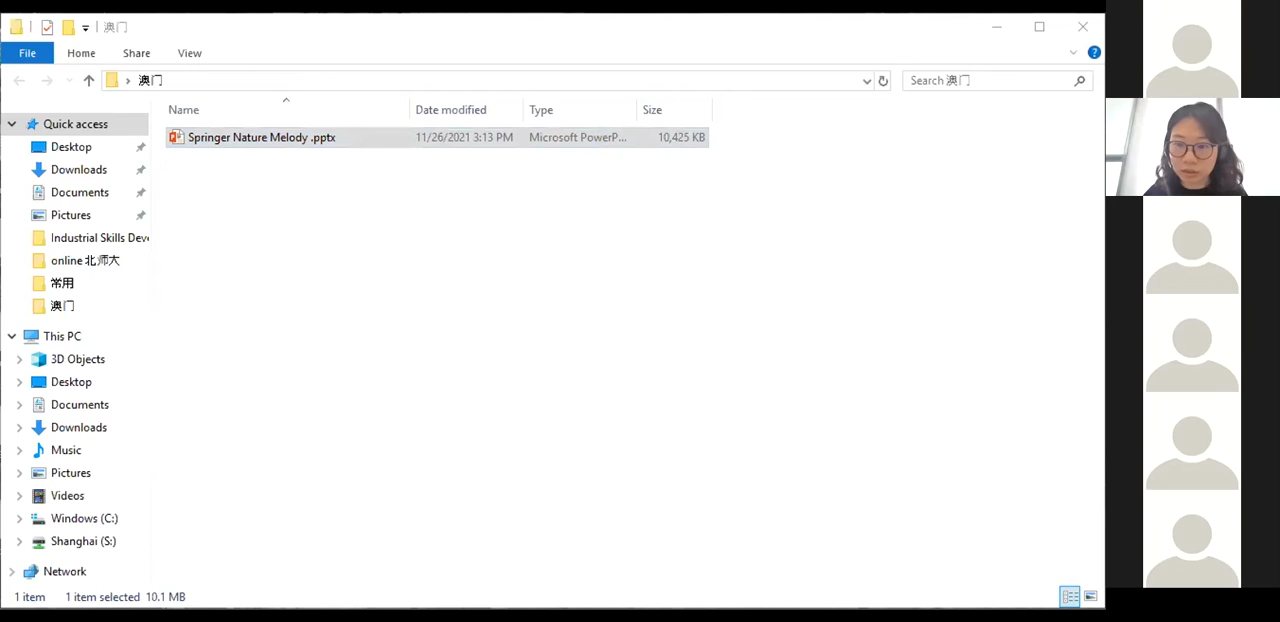 澳门
File Home Share View
澳门
Search 澳门
Name Date modified Type Size
Springer Nature Melody .pptx 11/26/2021 3:13 PM Microsoft PowerP... 10,425 KB
Quick access
Desktop
Downloads
Documents
Pictures
Industrial Skills Deve
online 北师大
常用
澳门
This PC
3D Objects
Desktop
Documents
Downloads
Music
Pictures
Videos
Windows (C:)
Shanghai (S:)
Network
1 item 1 item selected 10.1 MB